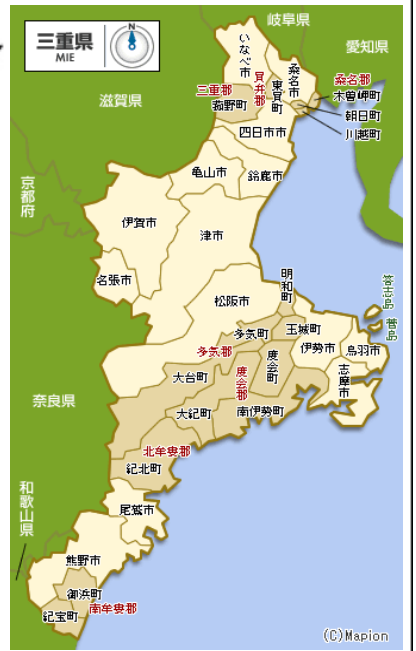 三重県
MIE
岐阜県
愛知県
滋賀県
京都府
奈良県
和歌山県
いなべ市
桑名市
桑名郡
員弁郡
東員町
木曽岬町
三重郡
菰野町
朝日町
川越町
四日市市
亀山市
鈴鹿市
伊賀市
津市
名張市
松阪市
明和町
答志島
菅島
多気町
玉城町
伊勢市
鳥羽市
多気郡
度会町
志摩市
大台町
度会郡
大紀町
南伊勢町
北牟婁郡
紀北町
尾鷲市
熊野市
御浜町
南牟婁郡
紀宝町
(C)Mapion